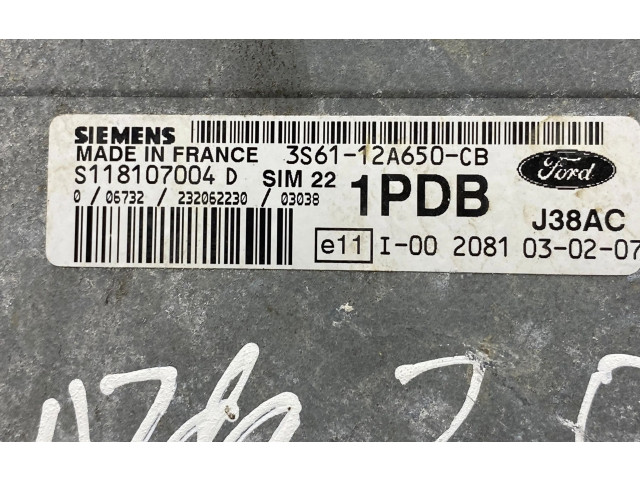 SIEMENS
MADE IN FRANCE 3S61-12A650-CB
Ford
S118107004 D SIM 22 1PDB J38AC
0 / 06732 / 232062230 / 03038
e11 I-00 2081 03-02-07